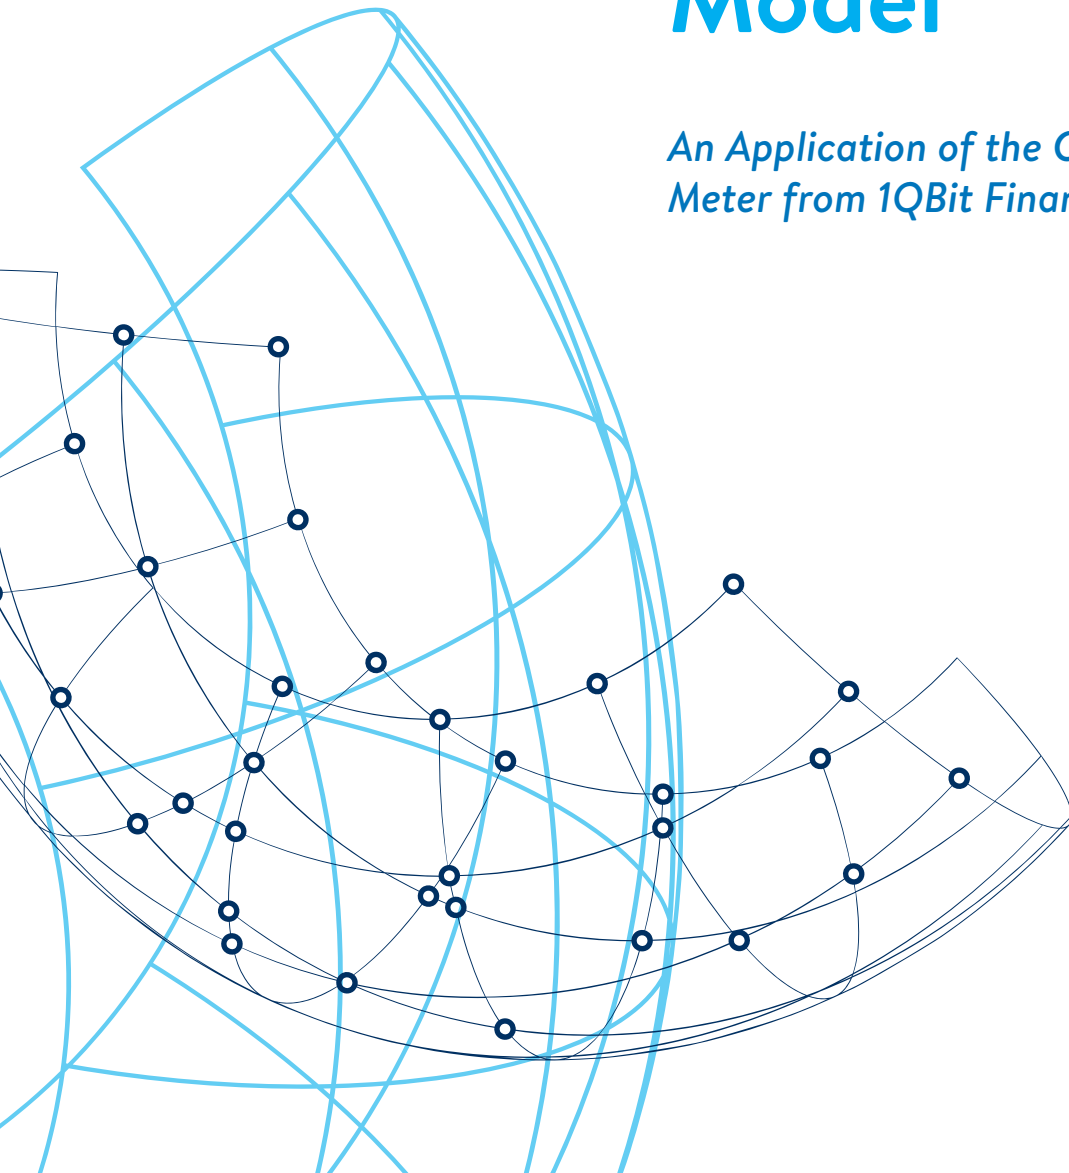 Model
An Application of the
Meter from 1QBit